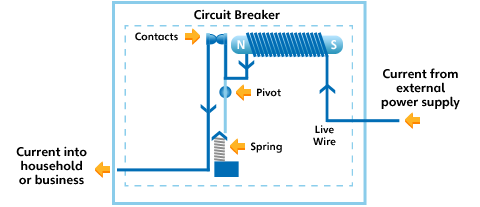 Circuit Breaker
Contacts
N
S
Current from
external
power supply
Pivot
Live
Wire
Spring
Current into
household
or business